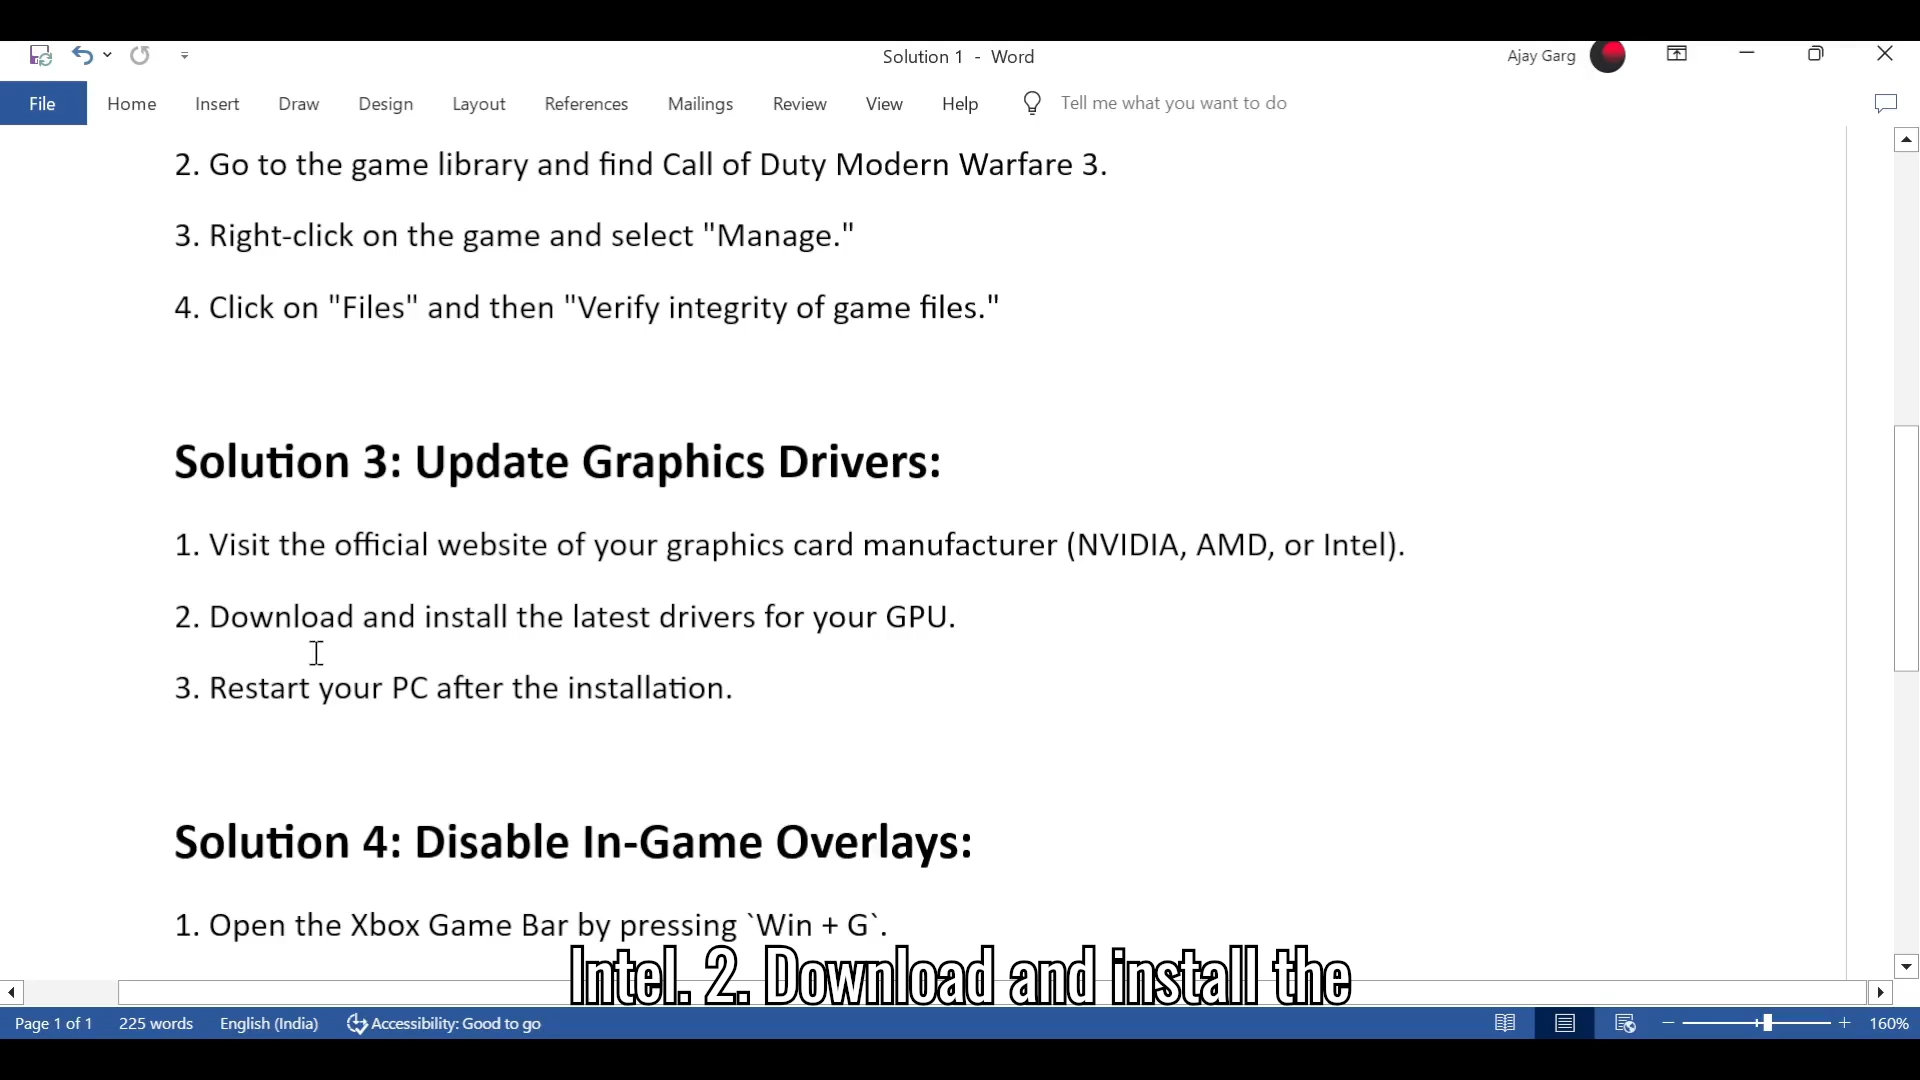 Solution 1 - Word
Ajay Garg
File Home Insert Draw Design Layout References Mailings Review View Help Tell me what you want to do
2. Go to the game library and find Call of Duty Modern Warfare 3.
3. Right-click on the game and select "Manage."
4. Click on "Files" and then "Verify integrity of game files."
Solution 3: Update Graphics Drivers:
1. Visit the official website of your graphics card manufacturer (NVIDIA, AMD, or Intel).
2. Download and install the latest drivers for your GPU.
3. Restart your PC after the installation.
Solution 4: Disable In-Game Overlays:
1. Open the Xbox Game Bar by pressing `Win + G`.
Intel. 2. Download and install the
Page 1 of 1 225 words English (India) Accessibility: Good to go 160%